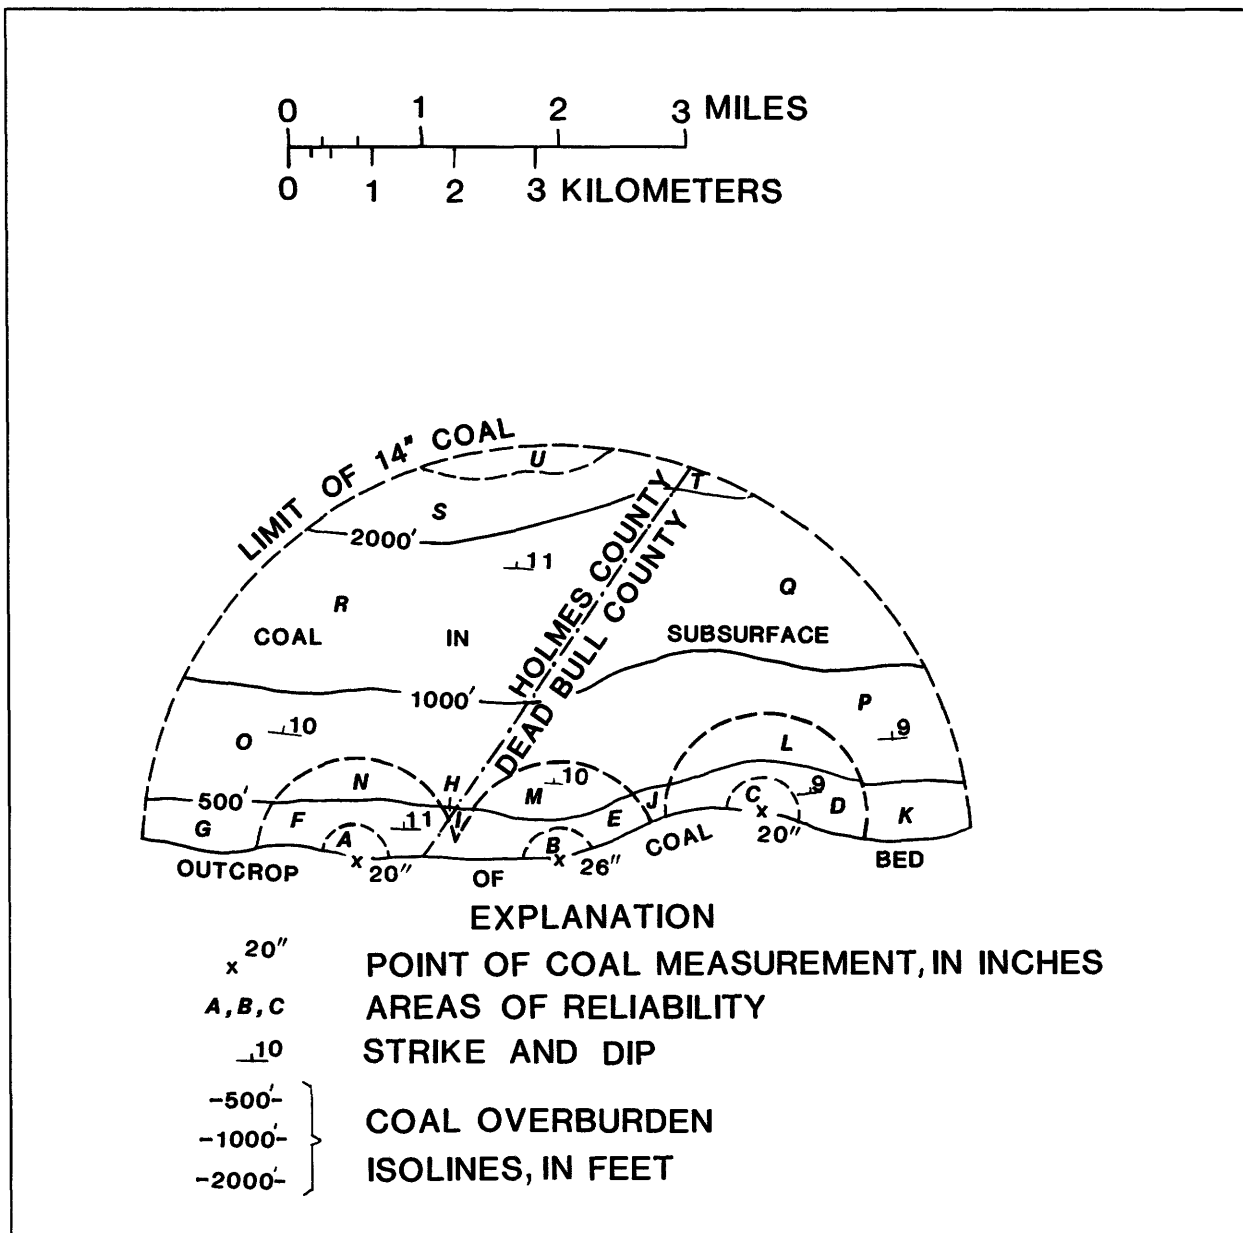 0 1 2 3 MILES
0 1 2 3 KILOMETERS
LIMIT OF 14" COAL
U
T
S
2000'
HOLMES COUNTY
DEAD BULL COUNTY
11
Q
R
COAL IN SUBSURFACE
1000'
P
O
10
9
L
N
H
M
10
500'
J
C
9
D
K
G
F
11
I
E
A
B
20"
26"
20"
OUTCROP OF COAL BED
EXPLANATION
x 20" POINT OF COAL MEASUREMENT, IN INCHES
A, B, C AREAS OF RELIABILITY
10 STRIKE AND DIP
-500'-
-1000'- COAL OVERBURDEN
-2000'- ISOLINES, IN FEET